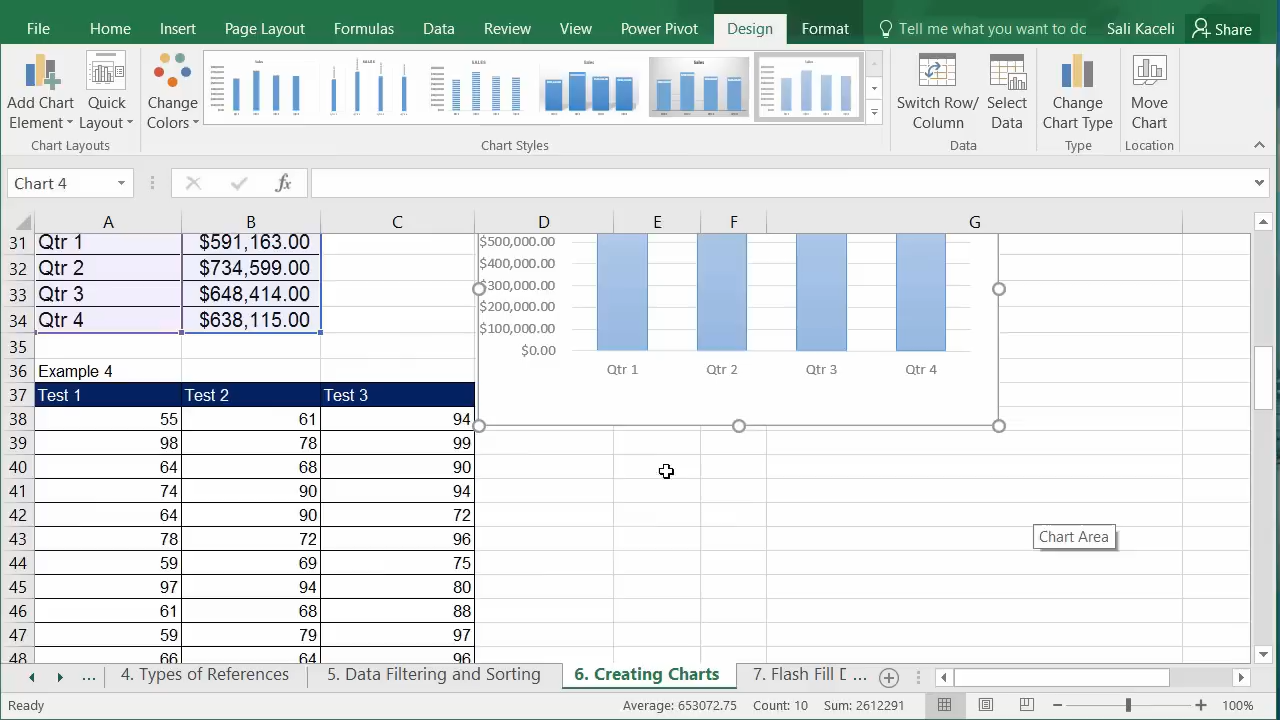 File Home Insert Page Layout Formulas Data Review View Power Pivot Design Format Tell me what you want to do Sali Kaceli Share
Add Chart Element
Quick Layout
Change Colors
Switch Row/ Column
Select Data
Change Chart Type
Move Chart
Chart Layouts Chart Styles Data Type Location
Chart 4 fx
A B C D E F G
31 Qtr 1 $591,163.00 $500,000.00
32 Qtr 2 $734,599.00 $400,000.00
33 Qtr 3 $648,414.00 $300,000.00
34 Qtr 4 $638,115.00 $200,000.00
$100,000.00
35 $0.00
36 Example 4 Qtr 1 Qtr 2 Qtr 3 Qtr 4
37 Test 1 Test 2 Test 3
38 55 61 94
39 98 78 99
40 64 68 90
41 74 90 94
42 64 90 72
43 78 72 96 Chart Area
44 59 69 75
45 97 94 80
46 61 68 88
47 59 79 97
48 66 64 96
... 4. Types of References 5. Data Filtering and Sorting 6. Creating Charts 7. Flash Fill D ...
Ready Average: 653072.75 Count: 10 Sum: 2612291 100%